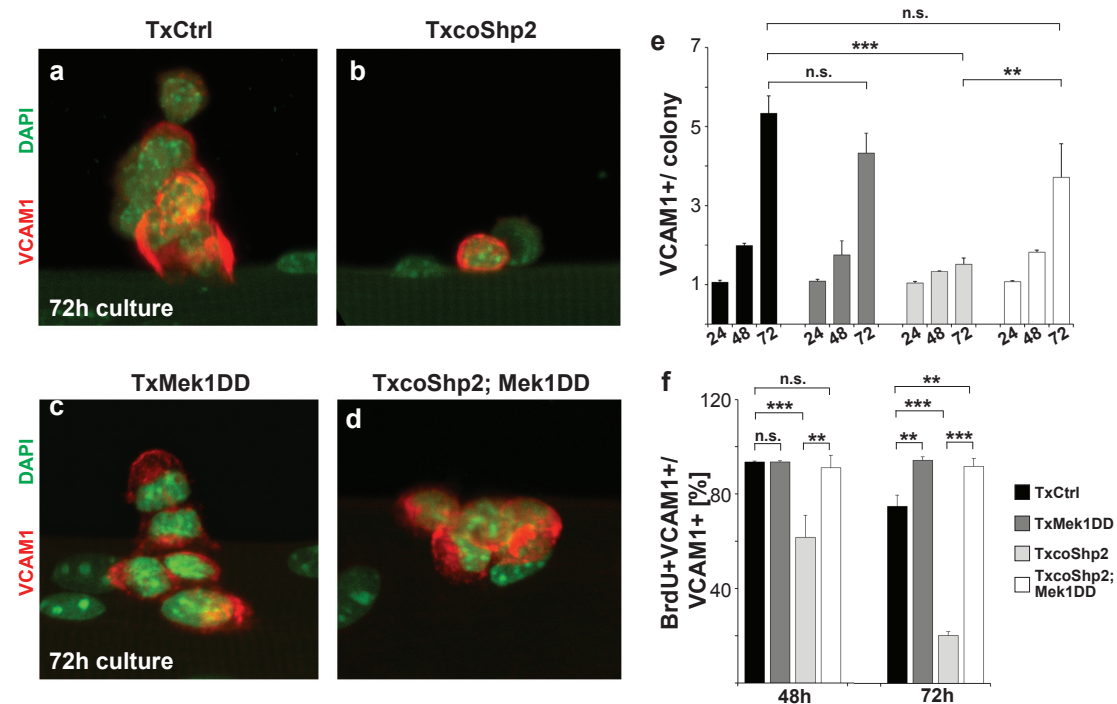 TxCtrl
TxcoShp2
a
b
VCAM1 DAPI
72h culture
TxMek1DD
TxcoShp2; Mek1DD
c
d
VCAM1 DAPI
72h culture
e
n.s.
***
n.s.
**
VCAM1+/ colony
7
5
3
1
24 48 72 24 48 72 24 48 72 24 48 72
f
n.s.
***
n.s.
**
**
***
**
***
BrdU+VCAM1+/
VCAM1+ [%]
120
80
40
48h
72h
TxCtrl
TxMek1DD
TxcoShp2
TxcoShp2;
Mek1DD